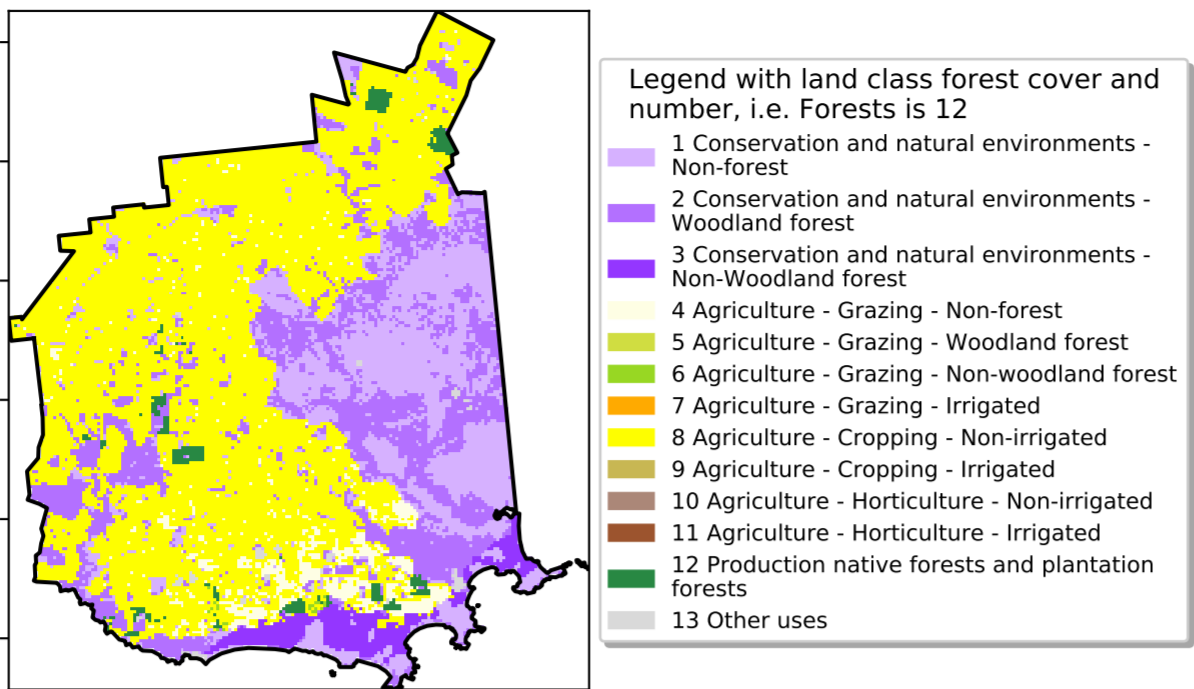 Legend with land class forest cover and
number, i.e. Forests is 12
1 Conservation and natural environments -
Non-forest
2 Conservation and natural environments -
Woodland forest
3 Conservation and natural environments -
Non-Woodland forest
4 Agriculture - Grazing - Non-forest
5 Agriculture - Grazing - Woodland forest
6 Agriculture - Grazing - Non-woodland forest
7 Agriculture - Grazing - Irrigated
8 Agriculture - Cropping - Non-irrigated
9 Agriculture - Cropping - Irrigated
10 Agriculture - Horticulture - Non-irrigated
11 Agriculture - Horticulture - Irrigated
12 Production native forests and plantation
forests
13 Other uses